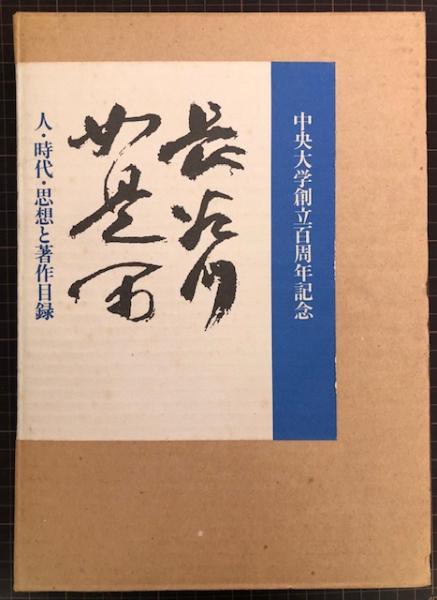 中央大学創立百周年記念
長谷川
如是閑
人・時代・思想と著作目録